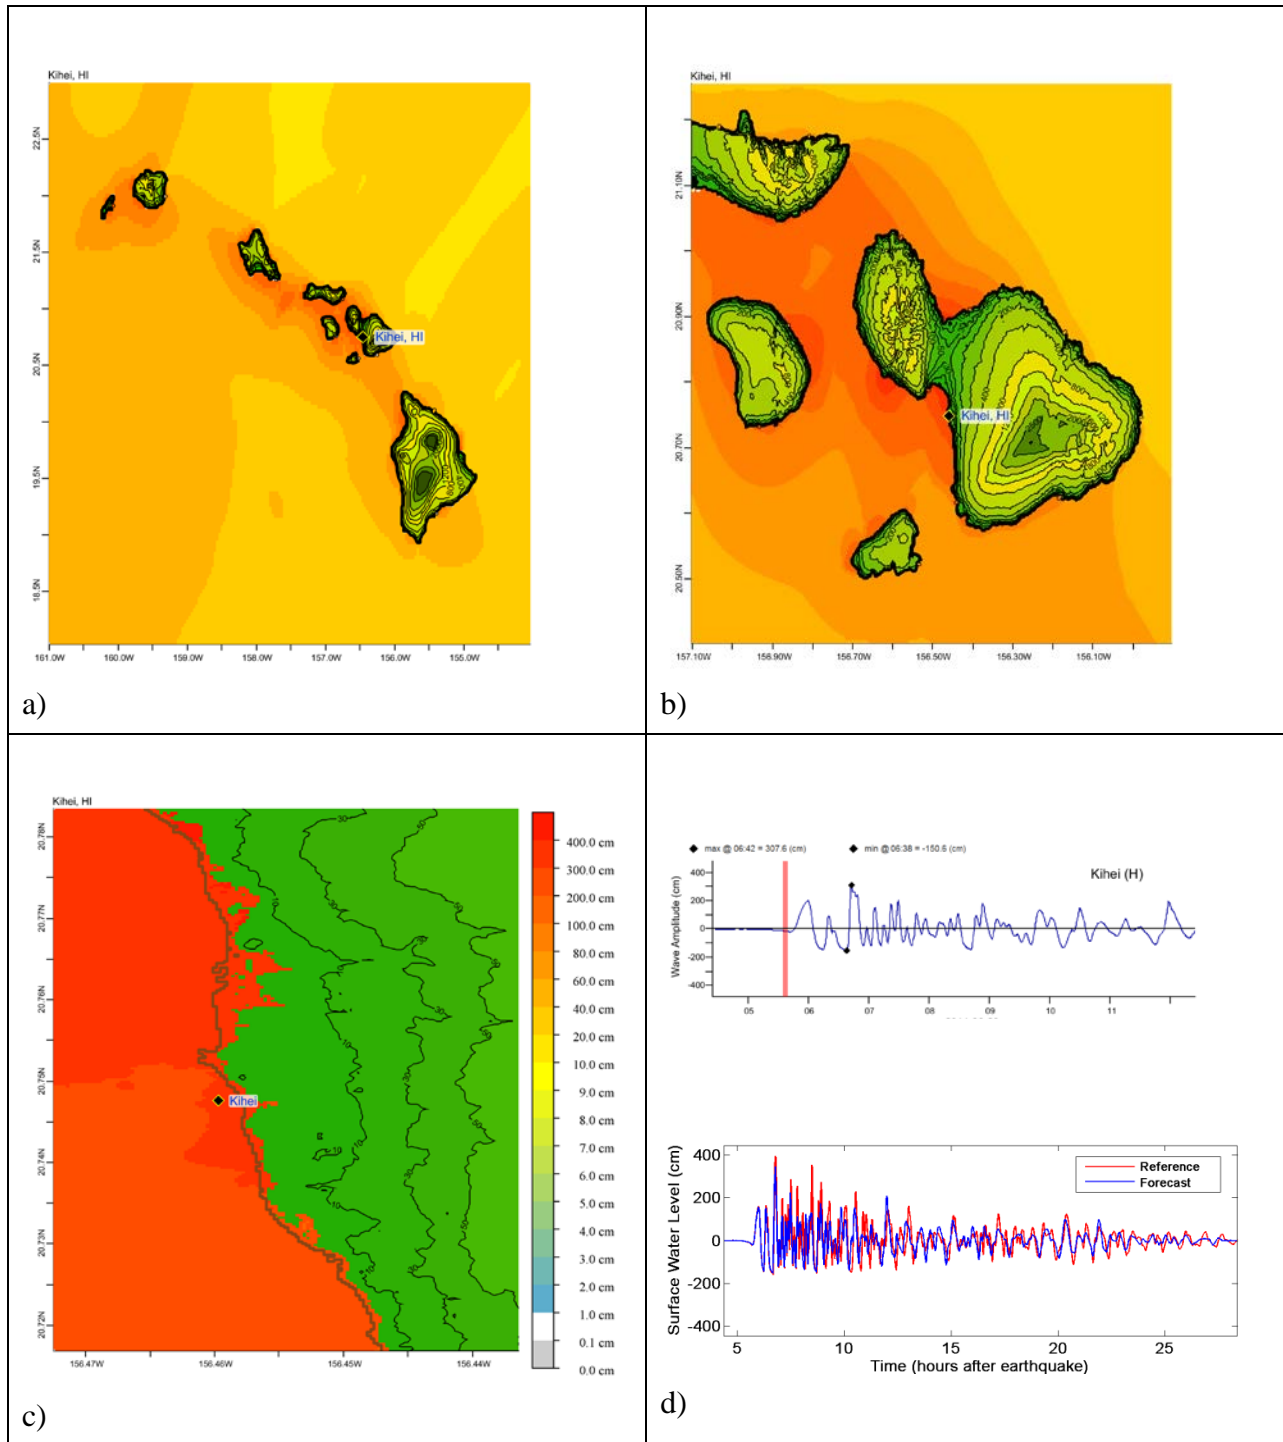 Kihei, HI
22.5N
21.5N
20.5N
19.5N
18.5N
Kihei, HI
161.0W 160.0W 159.0W 158.0W 157.0W 156.0W 155.0W
a)
Kihei, HI
21.10N
20.90N
20.70N
20.50N
Kihei, HI
157.10W 156.90W 156.70W 156.50W 156.30W 156.10W
b)
Kihei, HI
20.78N
20.77N
20.76N
20.75N
20.74N
20.73N
20.72N
Kihei
156.47W 156.46W 156.45W 156.44W
400.0 cm
300.0 cm
200.0 cm
100.0 cm
80.0 cm
60.0 cm
40.0 cm
20.0 cm
10.0 cm
9.0 cm
8.0 cm
7.0 cm
6.0 cm
5.0 cm
4.0 cm
3.0 cm
2.0 cm
1.0 cm
0.1 cm
0.0 cm
c)
max @ 06:42 = 307.6 (cm) min @ 06:38 = -150.6 (cm)
Kihei (H)
Wave Amplitude (cm)
400
200
0
-200
-400
05 06 07 08 09 10 11
Reference
Forecast
Surface Water Level (cm)
400
200
0
-200
-400
5 10 15 20 25
Time (hours after earthquake)
d)